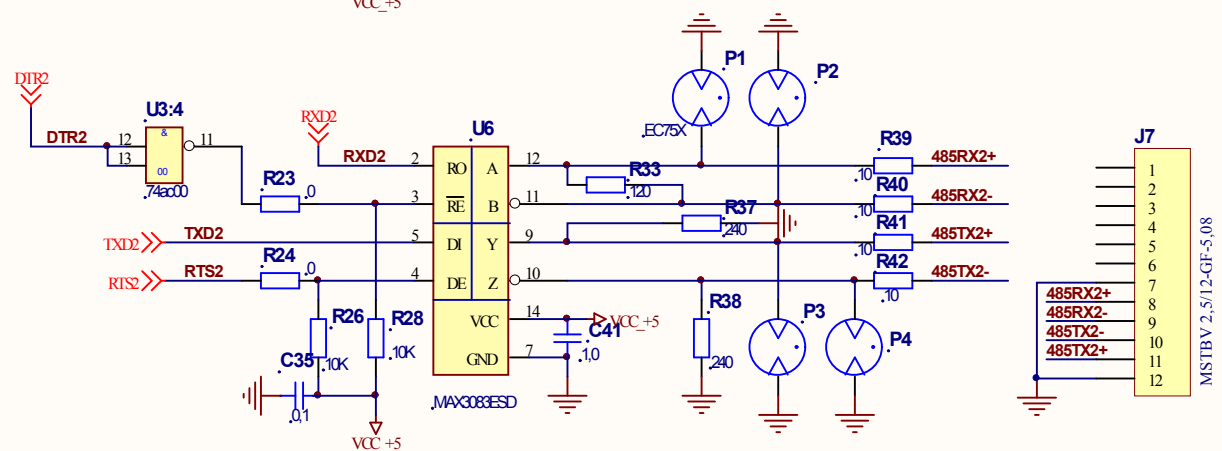 VCC_+5
DTR2
DTR2
12
13
U3:4
&
00
.74ac00
11
R23
.0
RXD2
RXD2
2
3
TXD2
TXD2
5
RTS2
RTS2
R24
.0
4
R26
.10K
R28
.10K
C35
.0,1
VCC_+5
U6
RO
RE
DI
DE
A
B
Y
Z
VCC
GND
.MAX3083ESD
12
11
9
10
14
7
VCC_+5
C41
.1,0
R33
.120
R37
.240
R38
.240
P1
.EC75X
P2
P3
P4
R39
.10
485RX2+
R40
.10
485RX2-
R41
.10
485TX2+
R42
.10
485TX2-
J7
1
2
3
4
5
6
7
485RX2+
8
485RX2-
9
485TX2-
10
485TX2+
11
12
MSTBV 2,5/12-GF-5,08